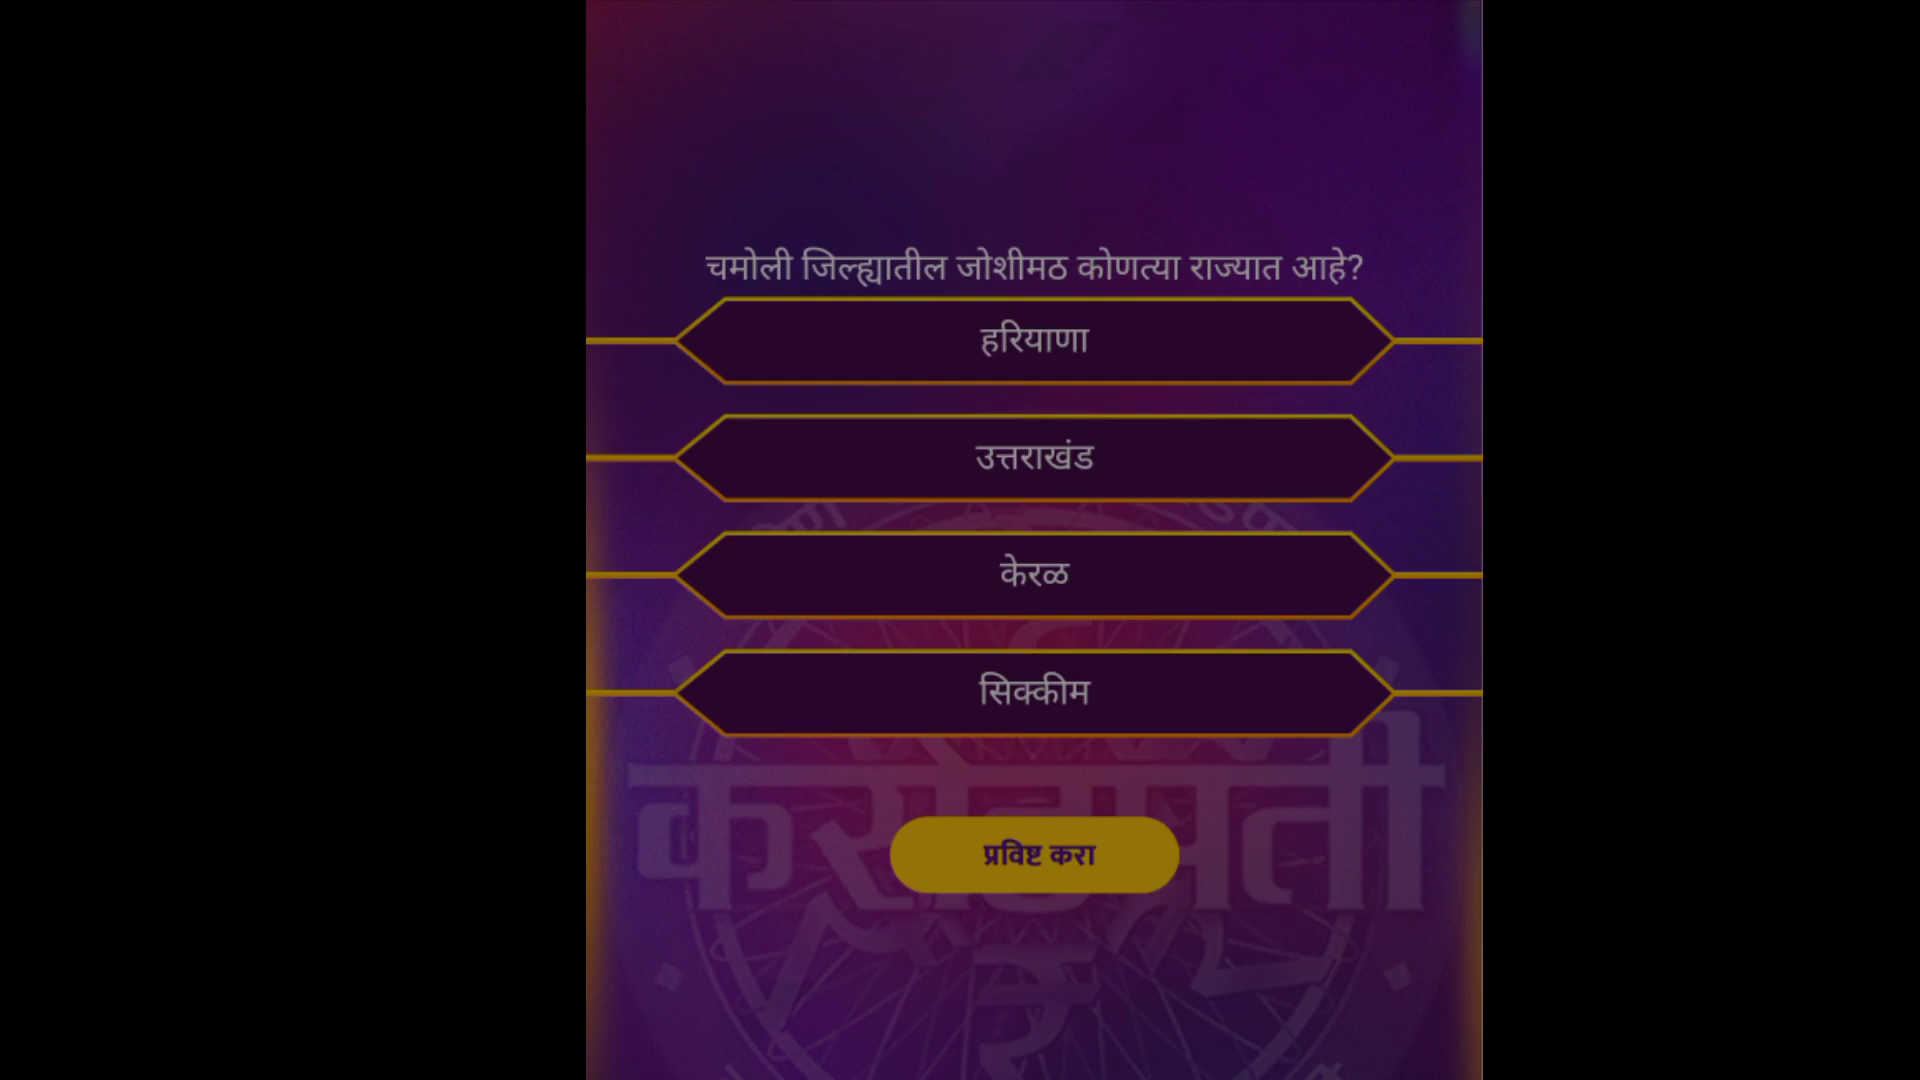 चमोली जिल्ह्यातील जोशीमठ कोणत्या राज्यात आहे?
हरियाणा
उत्तराखंड
केरळ
सिक्कीम
प्रविष्ट करा